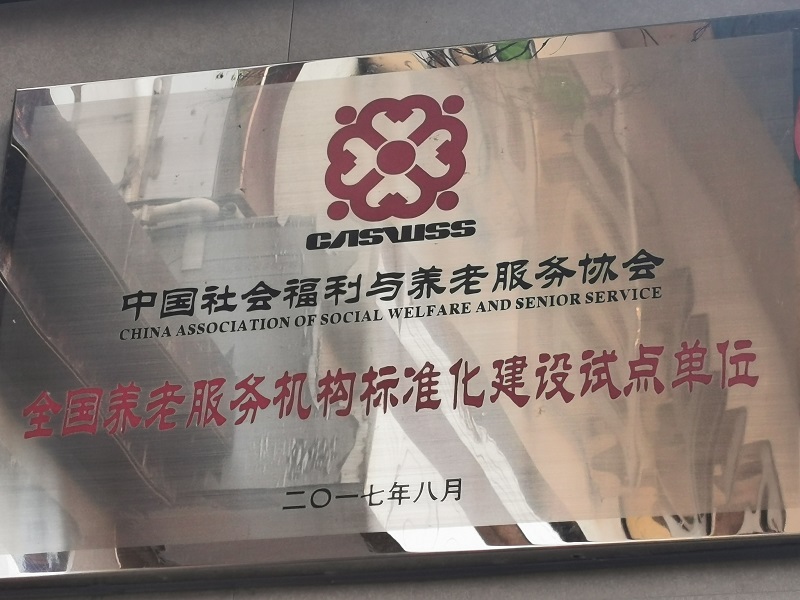 CASWSS
中国社会福利与养老服务协会
CHINA ASSOCIATION OF SOCIAL WELFARE AND SENIOR SERVICE
全国养老服务机构标准化建设试点单位
二〇一七年八月